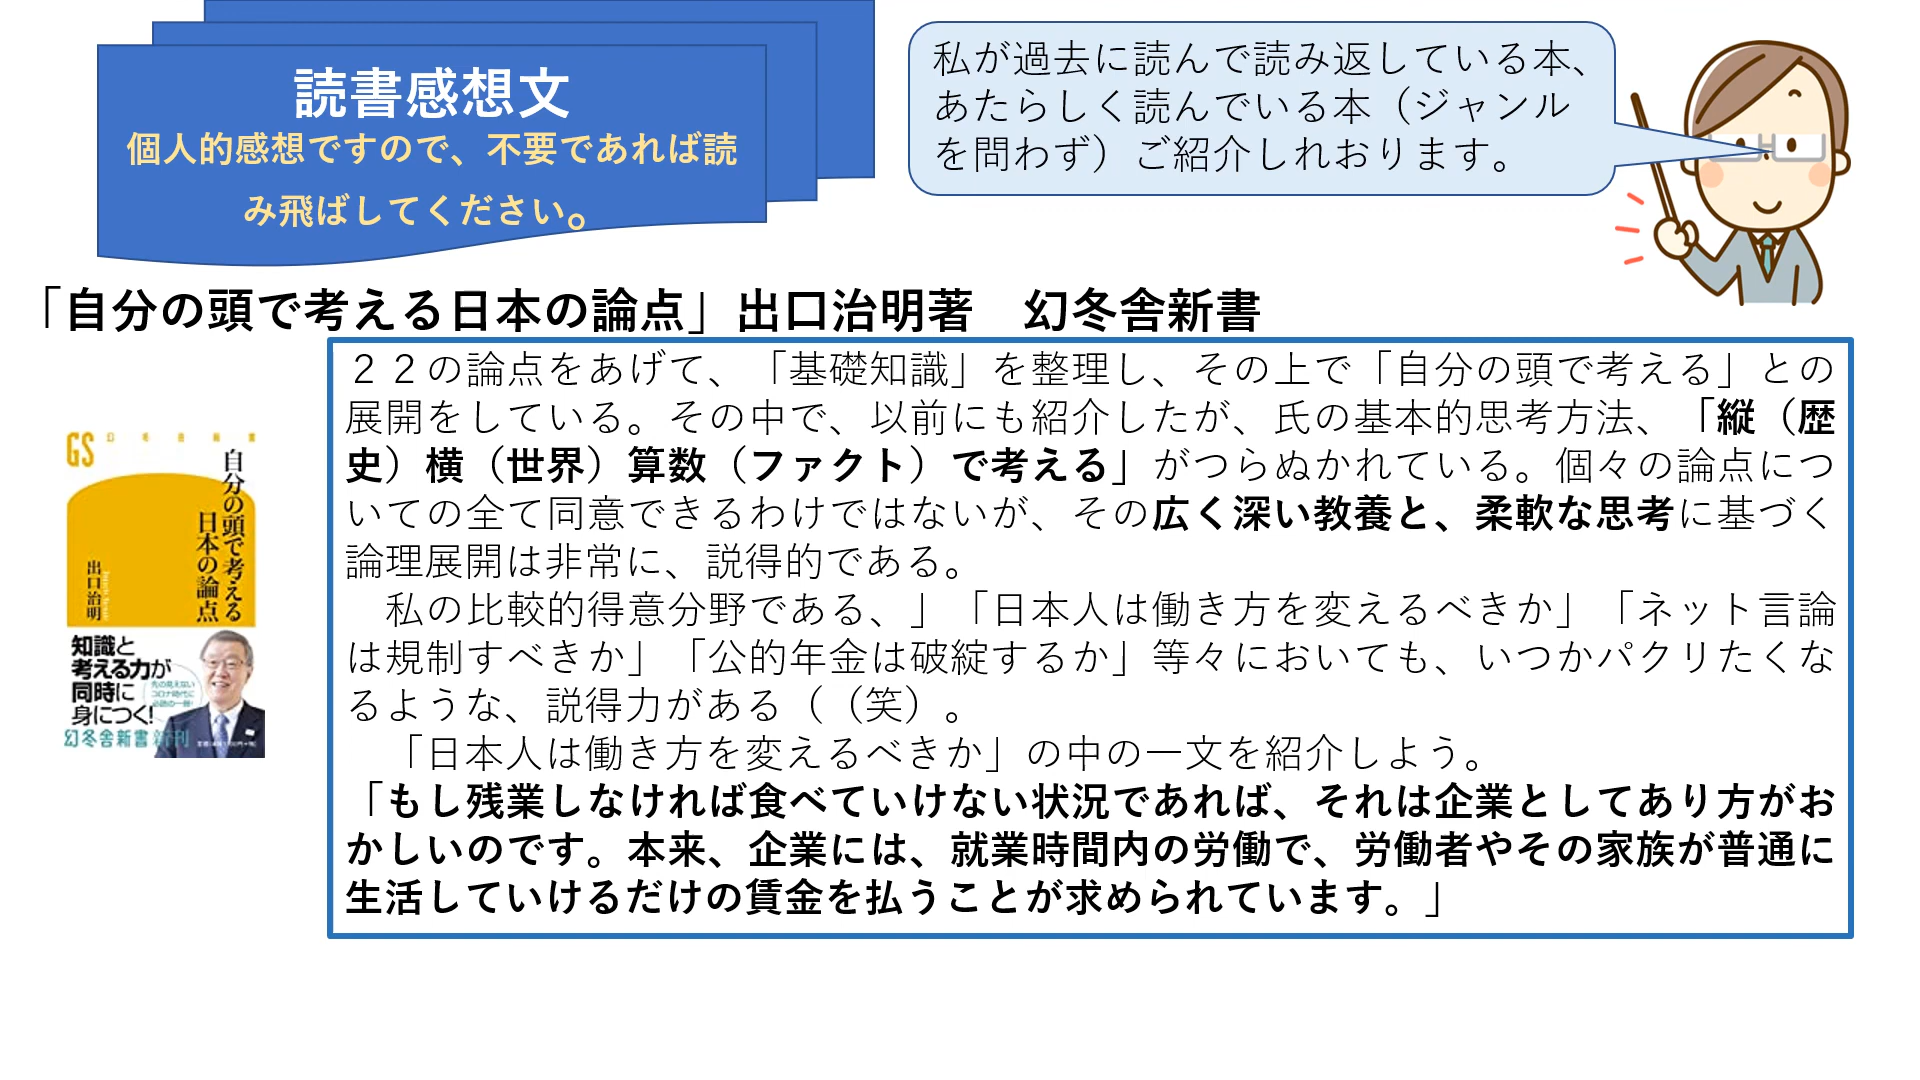 読書感想文
個人的感想ですので、不要であれば読
み飛ばしてください。
私が過去に読んで読み返している本、
あたらしく読んでいる本（ジャンル
を問わず）ご紹介しれおります。
「自分の頭で考える日本の論点」出口治明著　幻冬舎新書
２２の論点をあげて、「基礎知識」を整理し、その上で「自分の頭で考える」との
展開をしている。その中で、以前にも紹介したが、氏の基本的思考方法、「縦（歴
史）横（世界）算数（ファクト）で考える」がつらぬかれている。個々の論点につ
いての全て同意できるわけではないが、その広く深い教養と、柔軟な思考に基づく
論理展開は非常に、説得的である。
　私の比較的得意分野である、」「日本人は働き方を変えるべきか」「ネット言論
は規制すべきか」「公的年金は破綻するか」等々においても、いつかパクリたくな
るような、説得力がある（（笑）。
　「日本人は働き方を変えるべきか」の中の一文を紹介しよう。
「もし残業しなければ食べていけない状況であれば、それは企業としてあり方がお
かしいのです。本来、企業には、就業時間内の労働で、労働者やその家族が普通に
生活していけるだけの賃金を払うことが求められています。」
GS
幻冬舎新書
自分の頭で考える
日本の論点
出口治明
知識と
考える力が
同時に
身につく!
先の見えない
コロナ時代に
必読の一冊!
幻冬舎新書 新刊